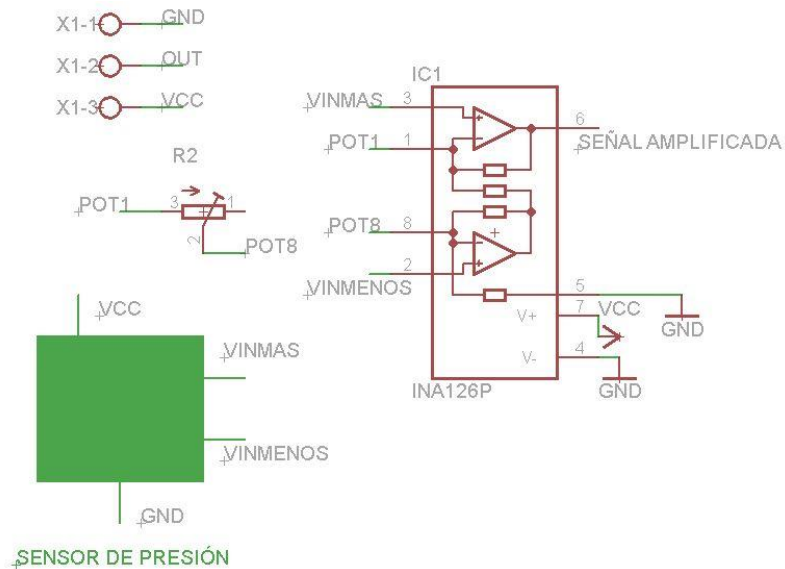 X1-1 GND
X1-2 OUT
X1-3 VCC
R2
POT1 3 1
2
POT8
IC1
VINMAS 3
POT1 1
POT8 8
VINMENOS 2
6
SEÑAL AMPLIFICADA
5
GND
V+ 7 VCC
V- 4
GND
INA126P
VCC
VINMAS
VINMENOS
GND
SENSOR DE PRESIÓN